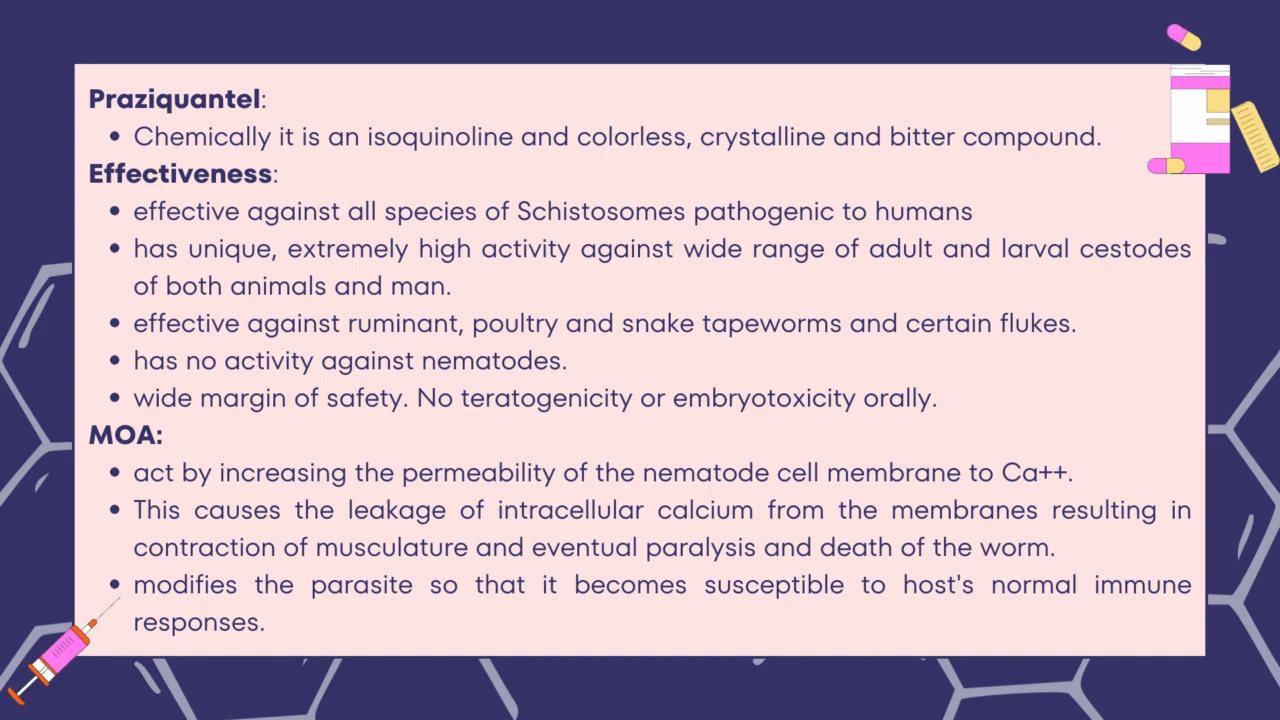 Praziquantel:
• Chemically it is an isoquinoline and colorless, crystalline and bitter compound.
Effectiveness:
• effective against all species of Schistosomes pathogenic to humans
• has unique, extremely high activity against wide range of adult and larval cestodes
of both animals and man.
• effective against ruminant, poultry and snake tapeworms and certain flukes.
• has no activity against nematodes.
• wide margin of safety. No teratogenicity or embryotoxicity orally.
MOA:
• act by increasing the permeability of the nematode cell membrane to Ca++.
• This causes the leakage of intracellular calcium from the membranes resulting in
contraction of musculature and eventual paralysis and death of the worm.
• modifies the parasite so that it becomes susceptible to host's normal immune
responses.